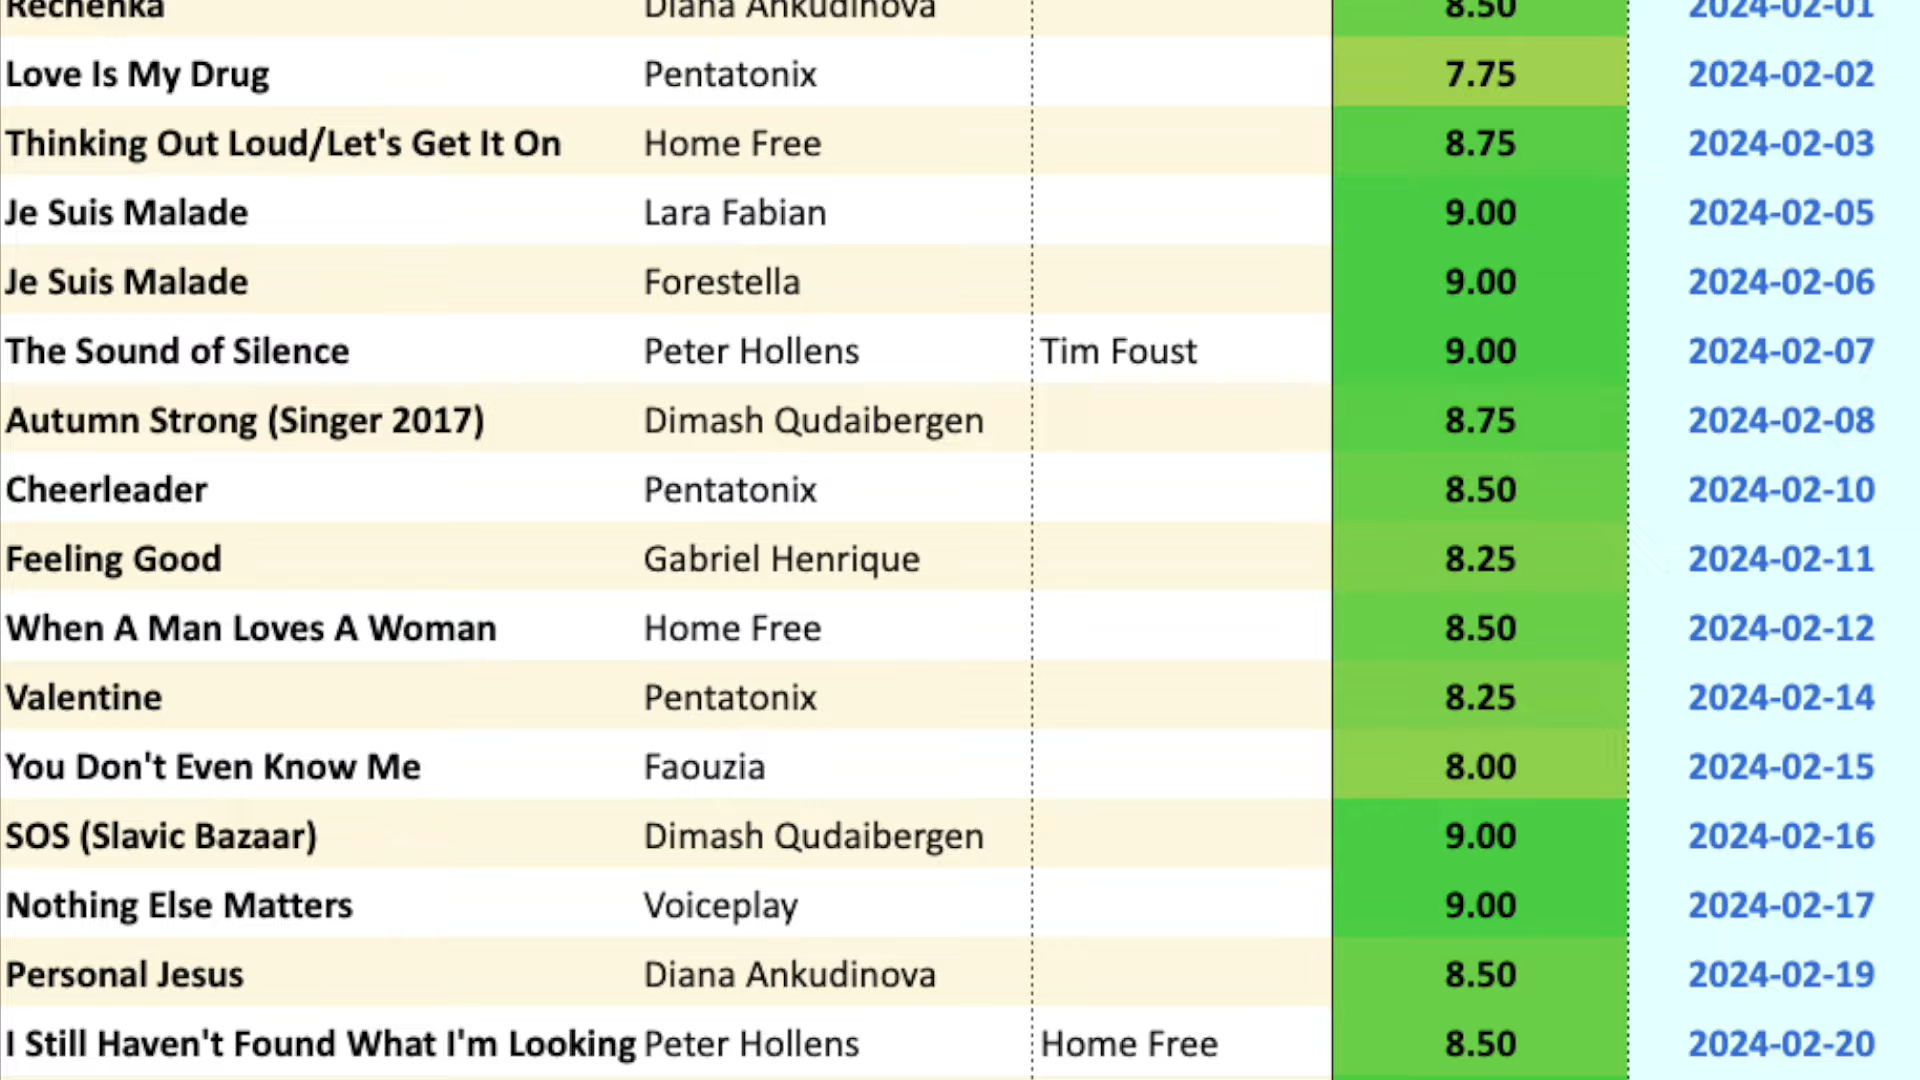 Rechenka Diana Ankudinova 8.50 2024-02-01
Love Is My Drug Pentatonix 7.75 2024-02-02
Thinking Out Loud/Let's Get It On Home Free 8.75 2024-02-03
Je Suis Malade Lara Fabian 9.00 2024-02-05
Je Suis Malade Forestella 9.00 2024-02-06
The Sound of Silence Peter Hollens Tim Foust 9.00 2024-02-07
Autumn Strong (Singer 2017) Dimash Qudaibergen 8.75 2024-02-08
Cheerleader Pentatonix 8.50 2024-02-10
Feeling Good Gabriel Henrique 8.25 2024-02-11
When A Man Loves A Woman Home Free 8.50 2024-02-12
Valentine Pentatonix 8.25 2024-02-14
You Don't Even Know Me Faouzia 8.00 2024-02-15
SOS (Slavic Bazaar) Dimash Qudaibergen 9.00 2024-02-16
Nothing Else Matters Voiceplay 9.00 2024-02-17
Personal Jesus Diana Ankudinova 8.50 2024-02-19
I Still Haven't Found What I'm Looking Peter Hollens Home Free 8.50 2024-02-20